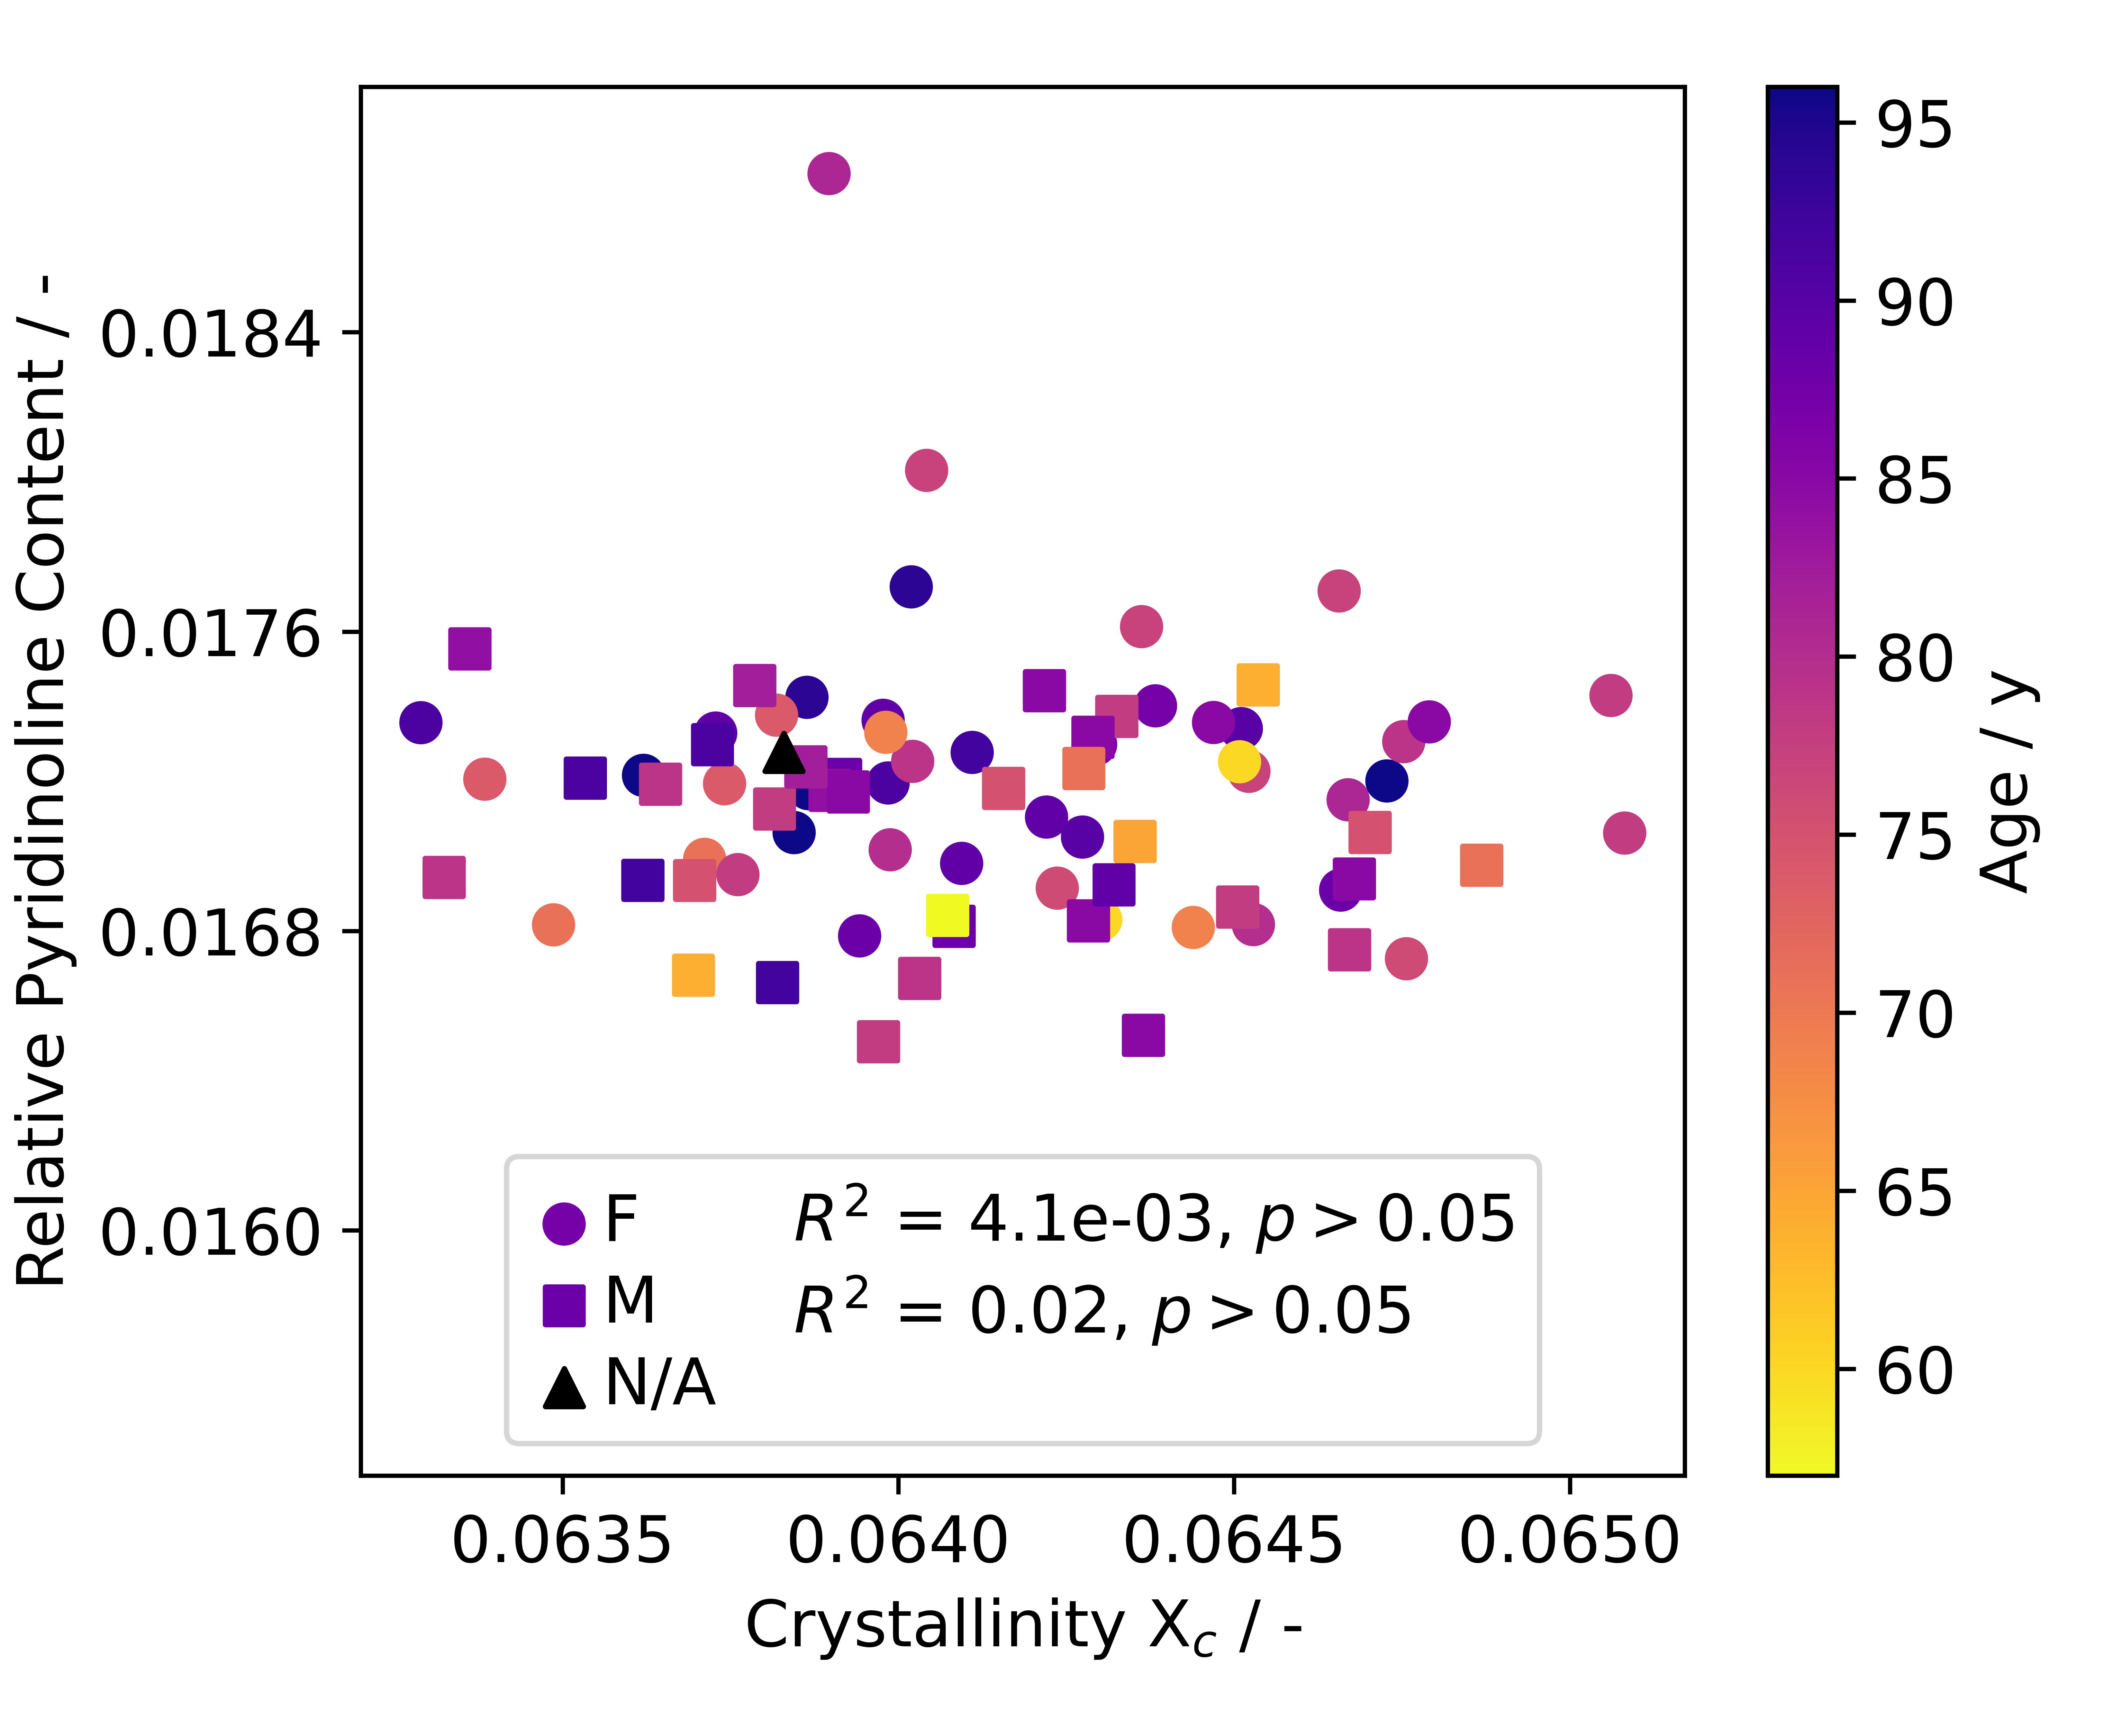 Relative Pyridinoline Content / -
0.0184
0.0176
0.0168
0.0160
F R² = 4.1e-03, p > 0.05
M R² = 0.02, p > 0.05
N/A
0.0635 0.0640 0.0645 0.0650
Crystallinity X_c / -
95
90
85
80
75
70
65
60
Age / y